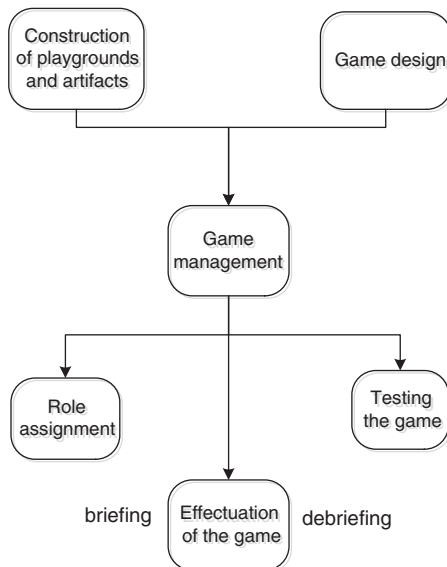 Construction
of playgrounds
and artifacts
Game design
Game
management
Role
assignment
Testing
the game
briefing
Effectuation
of the game
debriefing